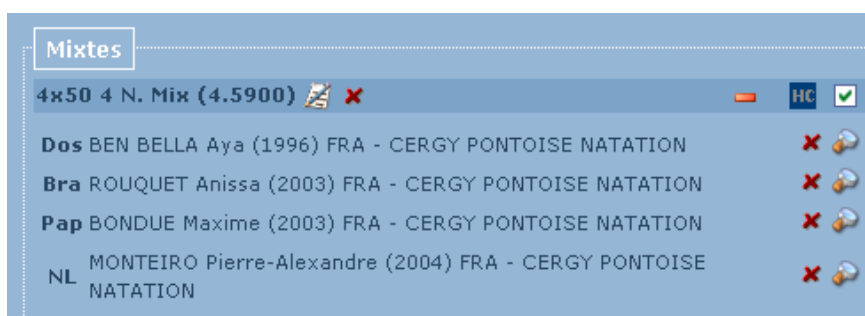 Mixtes
4x50 4 N. Mix (4.5900) HC
Dos BEN BELLA Aya (1996) FRA - CERGY PONTOISE NATATION
Bra ROUQUET Anissa (2003) FRA - CERGY PONTOISE NATATION
Pap BONDUE Maxime (2003) FRA - CERGY PONTOISE NATATION
NL MONTEIRO Pierre-Alexandre (2004) FRA - CERGY PONTOISE
NATATION